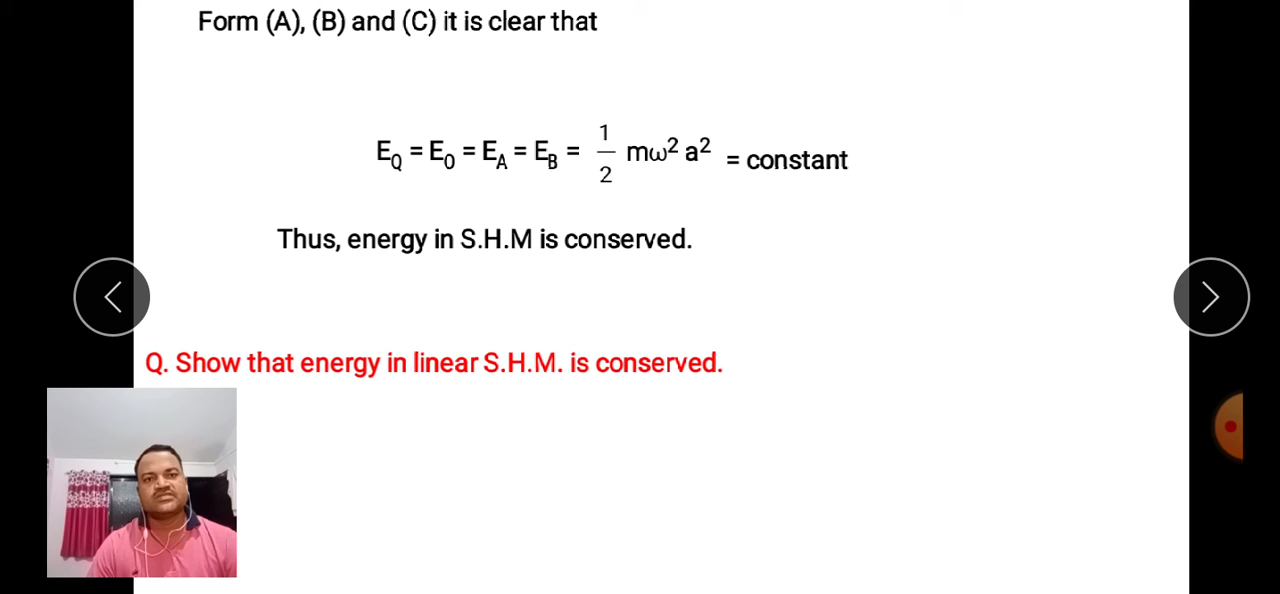 Form (A), (B) and (C) it is clear that
E_Q = E_O = E_A = E_B = 1/2 mω² a² = constant
Thus, energy in S.H.M is conserved.
Q. Show that energy in linear S.H.M. is conserved.